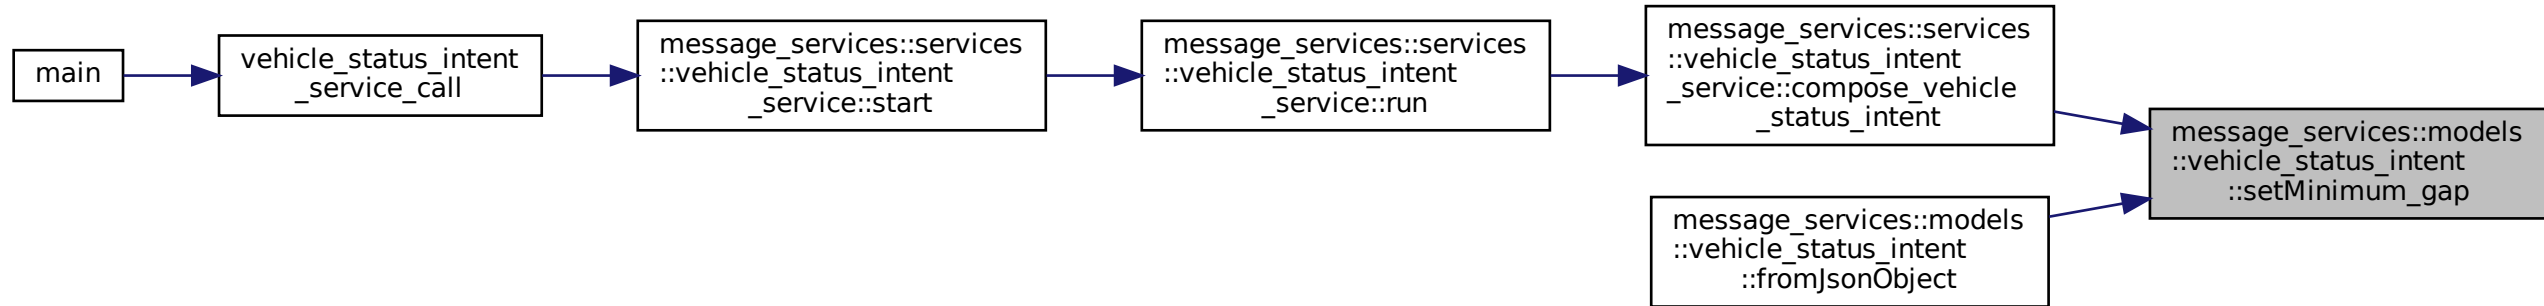 main
vehicle_status_intent
_service_call
message_services::services
::vehicle_status_intent
_service::start
message_services::services
::vehicle_status_intent
_service::run
message_services::services
::vehicle_status_intent
_service::compose_vehicle
_status_intent
message_services::models
::vehicle_status_intent
::setMinimum_gap
message_services::models
::vehicle_status_intent
::fromJsonObject